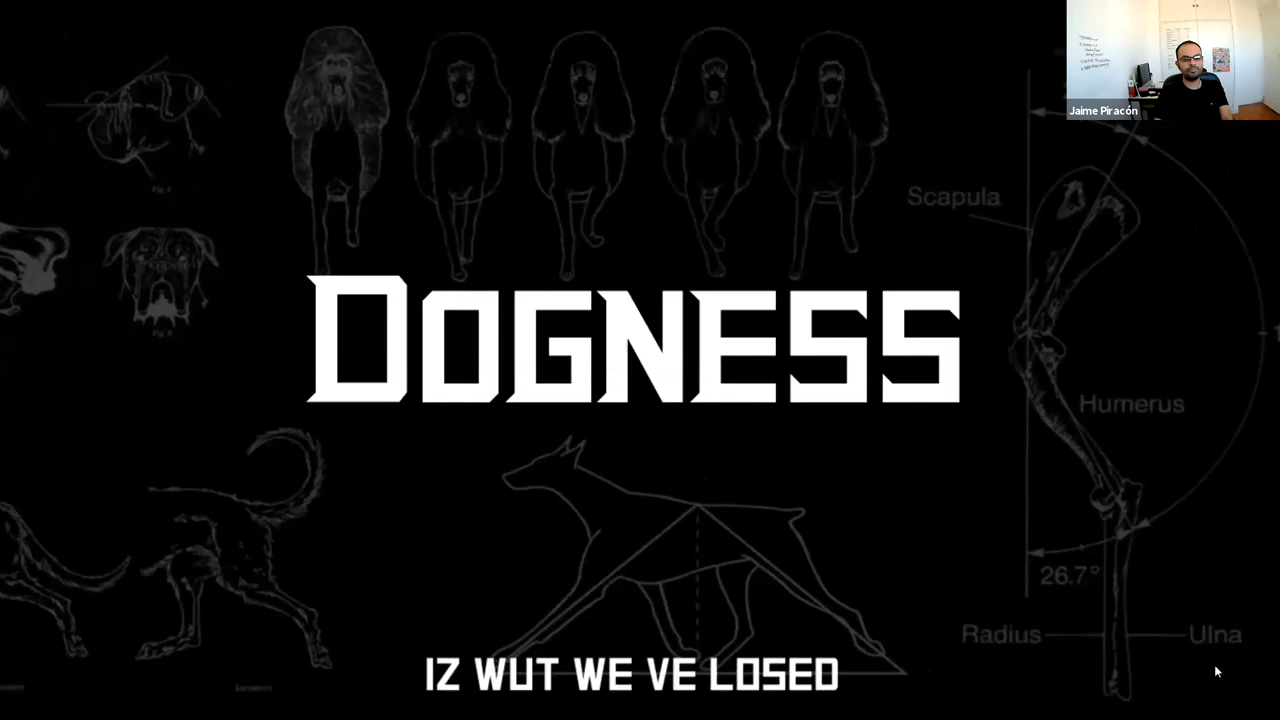 Jaime Piracón
Scapula
DOGNESS
Humerus
26.7°
Radius
Ulna
IZ WUT WE VE LOSED